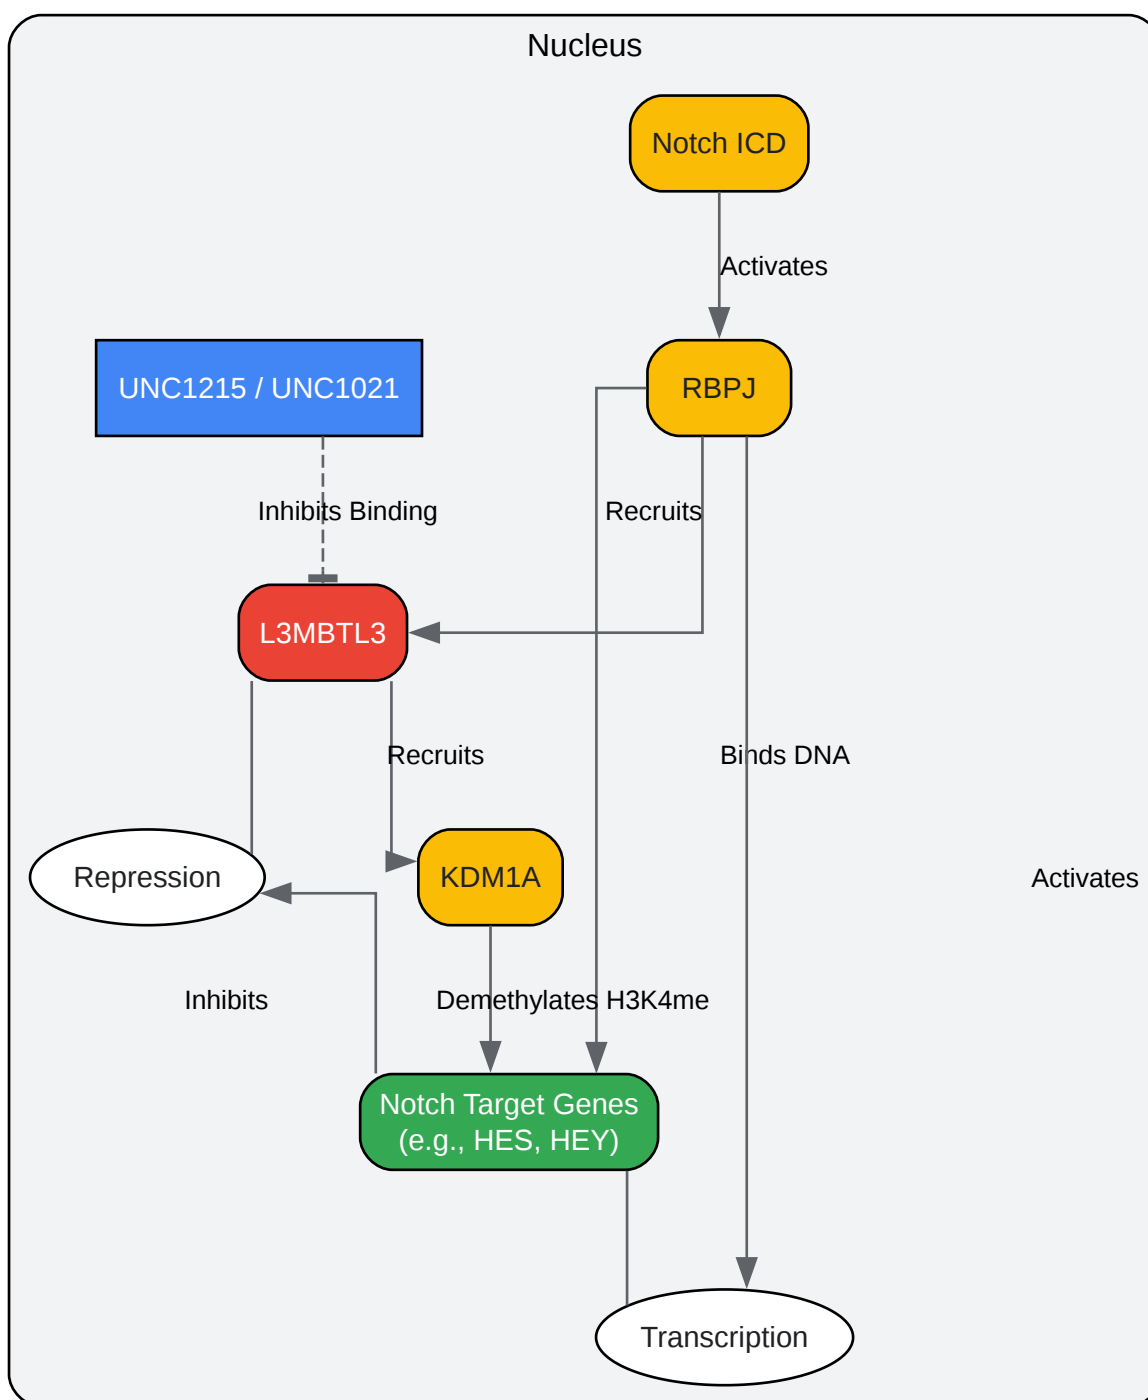 Nucleus
Notch ICD
Activates
UNC1215 / UNC1021
RBPJ
Inhibits Binding
Recruits
L3MBTL3
Recruits
Binds DNA
Repression
KDM1A
Activates
Inhibits
Demethylates H3K4me
Notch Target Genes
(e.g., HES, HEY)
Transcription